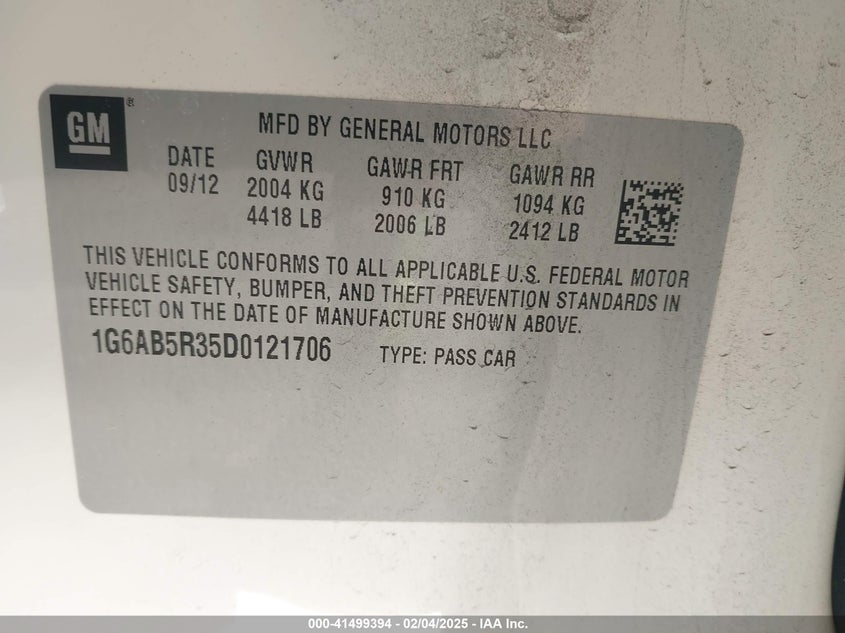 GM
MFD BY GENERAL MOTORS LLC
DATE GVWR GAWR FRT GAWR RR
09/12 2004 KG 910 KG 1094 KG
4418 LB 2006 LB 2412 LB
THIS VEHICLE CONFORMS TO ALL APPLICABLE U.S. FEDERAL MOTOR
VEHICLE SAFETY, BUMPER, AND THEFT PREVENTION STANDARDS IN
EFFECT ON THE DATE OF MANUFACTURE SHOWN ABOVE.
1G6AB5R35D0121706 TYPE: PASS CAR
000-41499394 - 02/04/2025 - IAA Inc.